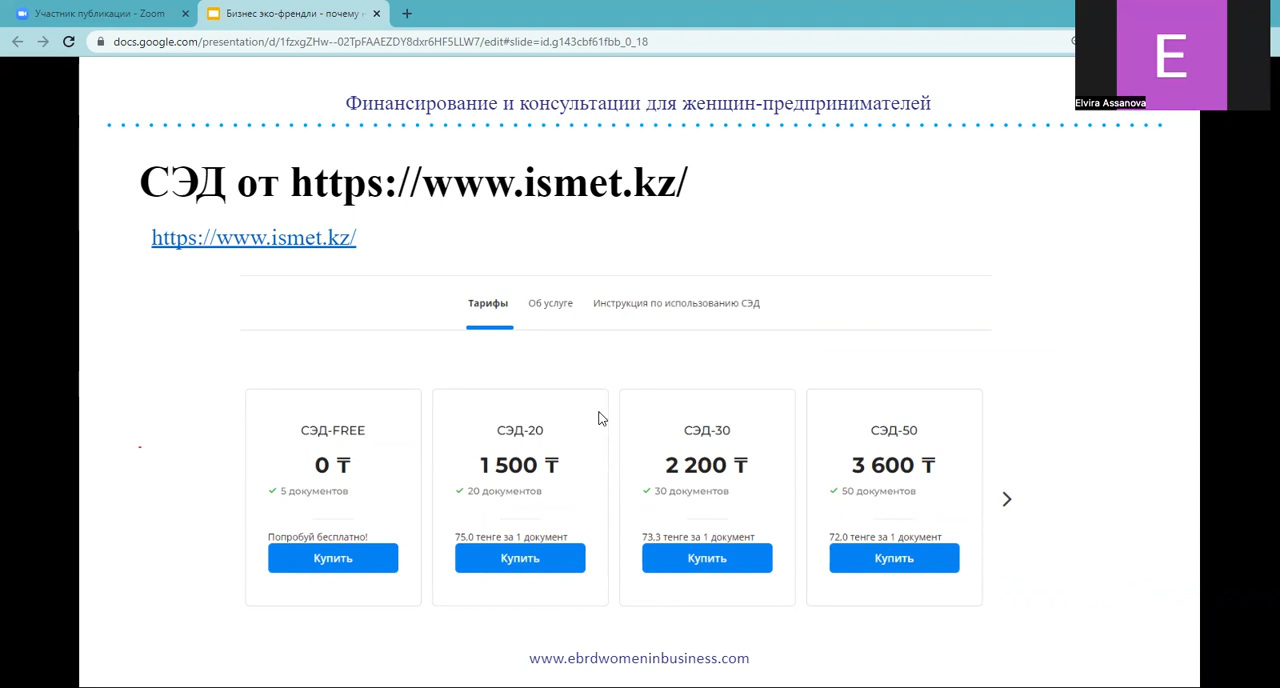 Участник публикации - Zoom
Бизнес эко-френдли - почему
docs.google.com/presentation/d/1fzxgZHw--02TpFAAEZDY8dxr6HF5LLW7/edit#slide=id.g143cbf61fbb_0_18
E
Elvira Assanova
Финансирование и консультации для женщин-предпринимателей
СЭД от https://www.ismet.kz/
https://www.ismet.kz/
Тарифы Об услуге Инструкция по использованию СЭД
СЭД-FREE СЭД-20 СЭД-30 СЭД-50
0 ₸ 1 500 ₸ 2 200 ₸ 3 600 ₸
5 документов 20 документов 30 документов 50 документов
Попробуй бесплатно! 75,0 тенге за 1 документ 73,3 тенге за 1 документ 72,0 тенге за 1 документ
Купить Купить Купить Купить
www.ebrdwomeninbusiness.com